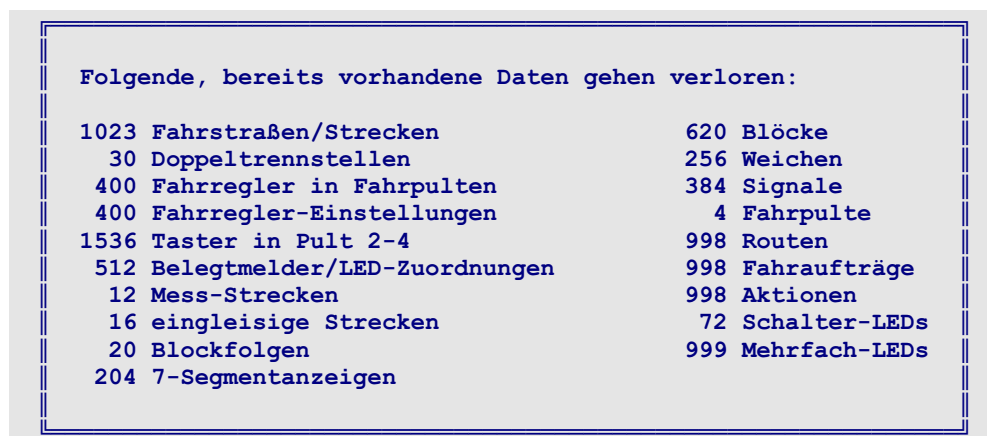 Folgende, bereits vorhandene Daten gehen verloren:
1023 Fahrstraßen/Strecken 620 Blöcke
30 Doppeltrennstellen 256 Weichen
400 Fahrregler in Fahrpulten 384 Signale
400 Fahrregler-Einstellungen 4 Fahrpulte
1536 Taster in Pult 2-4 998 Routen
512 Belegtmelder/LED-Zuordnungen 998 Fahraufträge
12 Mess-Strecken 998 Aktionen
16 eingleisige Strecken 72 Schalter-LEDs
20 Blockfolgen 999 Mehrfach-LEDs
204 7-Segmentanzeigen